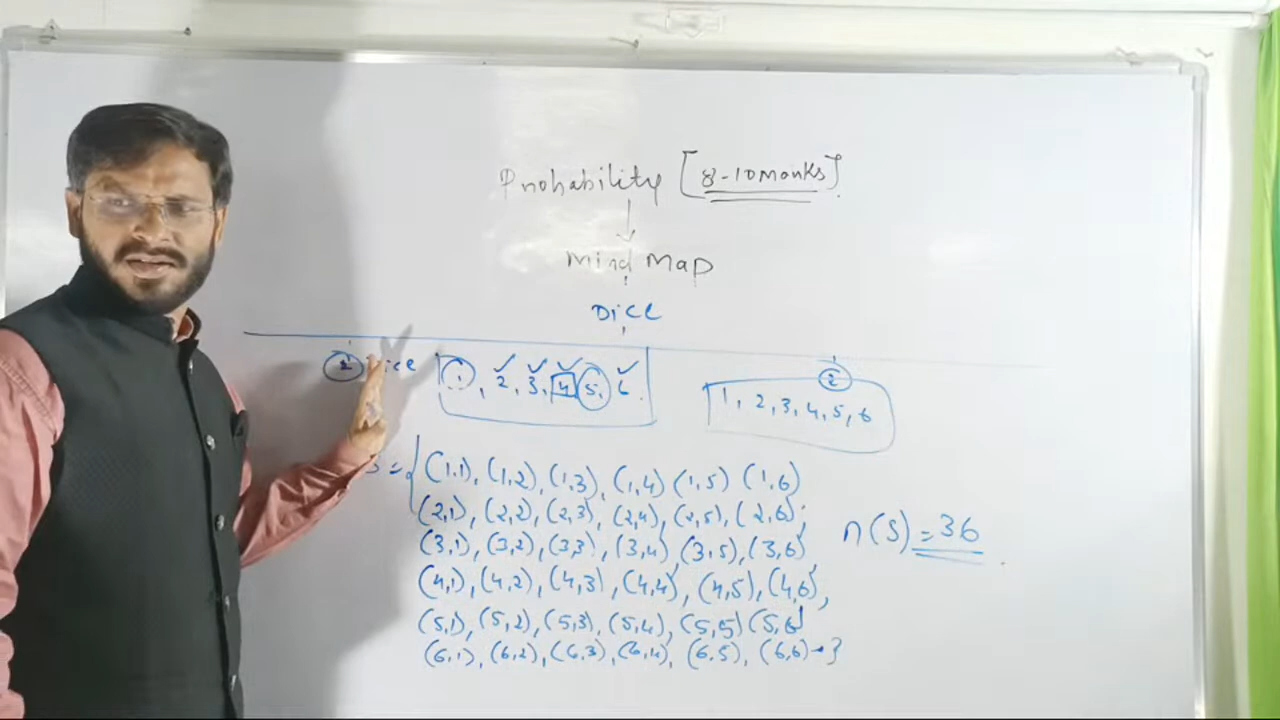 Probability [8-10 marks]
Mind Map
Dice
2 Dice 1, 2, 3, 4, 5, 6
2
1, 2, 3, 4, 5, 6
S = { (1,1), (1,2), (1,3), (1,4) (1,5) (1,6)
(2,1), (2,2), (2,3), (2,4), (2,5), (2,6),
(3,1), (3,2), (3,3), (3,4), (3,5), (3,6)
(4,1), (4,2), (4,3), (4,4), (4,5), (4,6),
(5,1), (5,2), (5,3), (5,4), (5,5) (5,6)
(6,1), (6,2), (6,3), (6,4), (6,5), (6,6) }
n(S) = 36